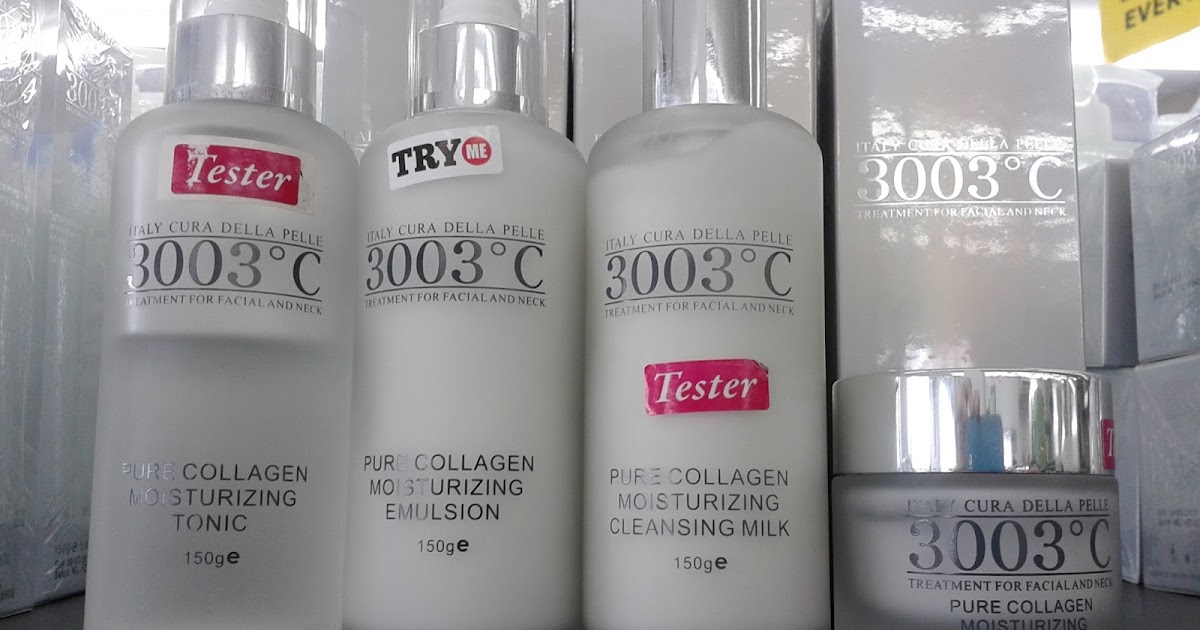 Tester
ITALY CURA DELLA PELLE
3003°C
TREATMENT FOR FACIAL AND NECK
PURE COLLAGEN
MOISTURIZING
TONIC
150g℮
TRY ME
ITALY CURA DELLA PELLE
3003°C
TREATMENT FOR FACIAL AND NECK
PURE COLLAGEN
MOISTURIZING
EMULSION
150g℮
ITALY CURA DELLA PELLE
3003°C
TREATMENT FOR FACIAL AND NECK
Tester
PURE COLLAGEN
MOISTURIZING
CLEANSING MILK
150g℮
ITALY CURA DELLA PELLE
3003°C
TREATMENT FOR FACIAL AND NECK
ITALY CURA DELLA PELLE
3003°C
TREATMENT FOR FACIAL AND NECK
PURE COLLAGEN
MOISTURIZING